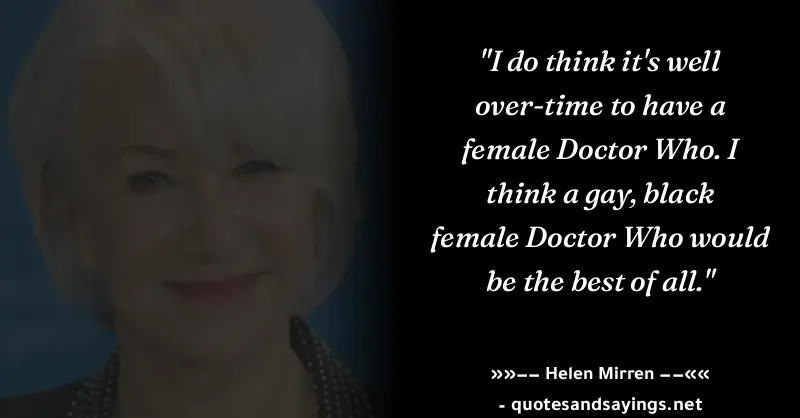 "I do think it's well
over-time to have a
female Doctor Who. I
think a gay, black
female Doctor Who would
be the best of all."
»»−− Helen Mirren −−««
- quotesandsayings.net